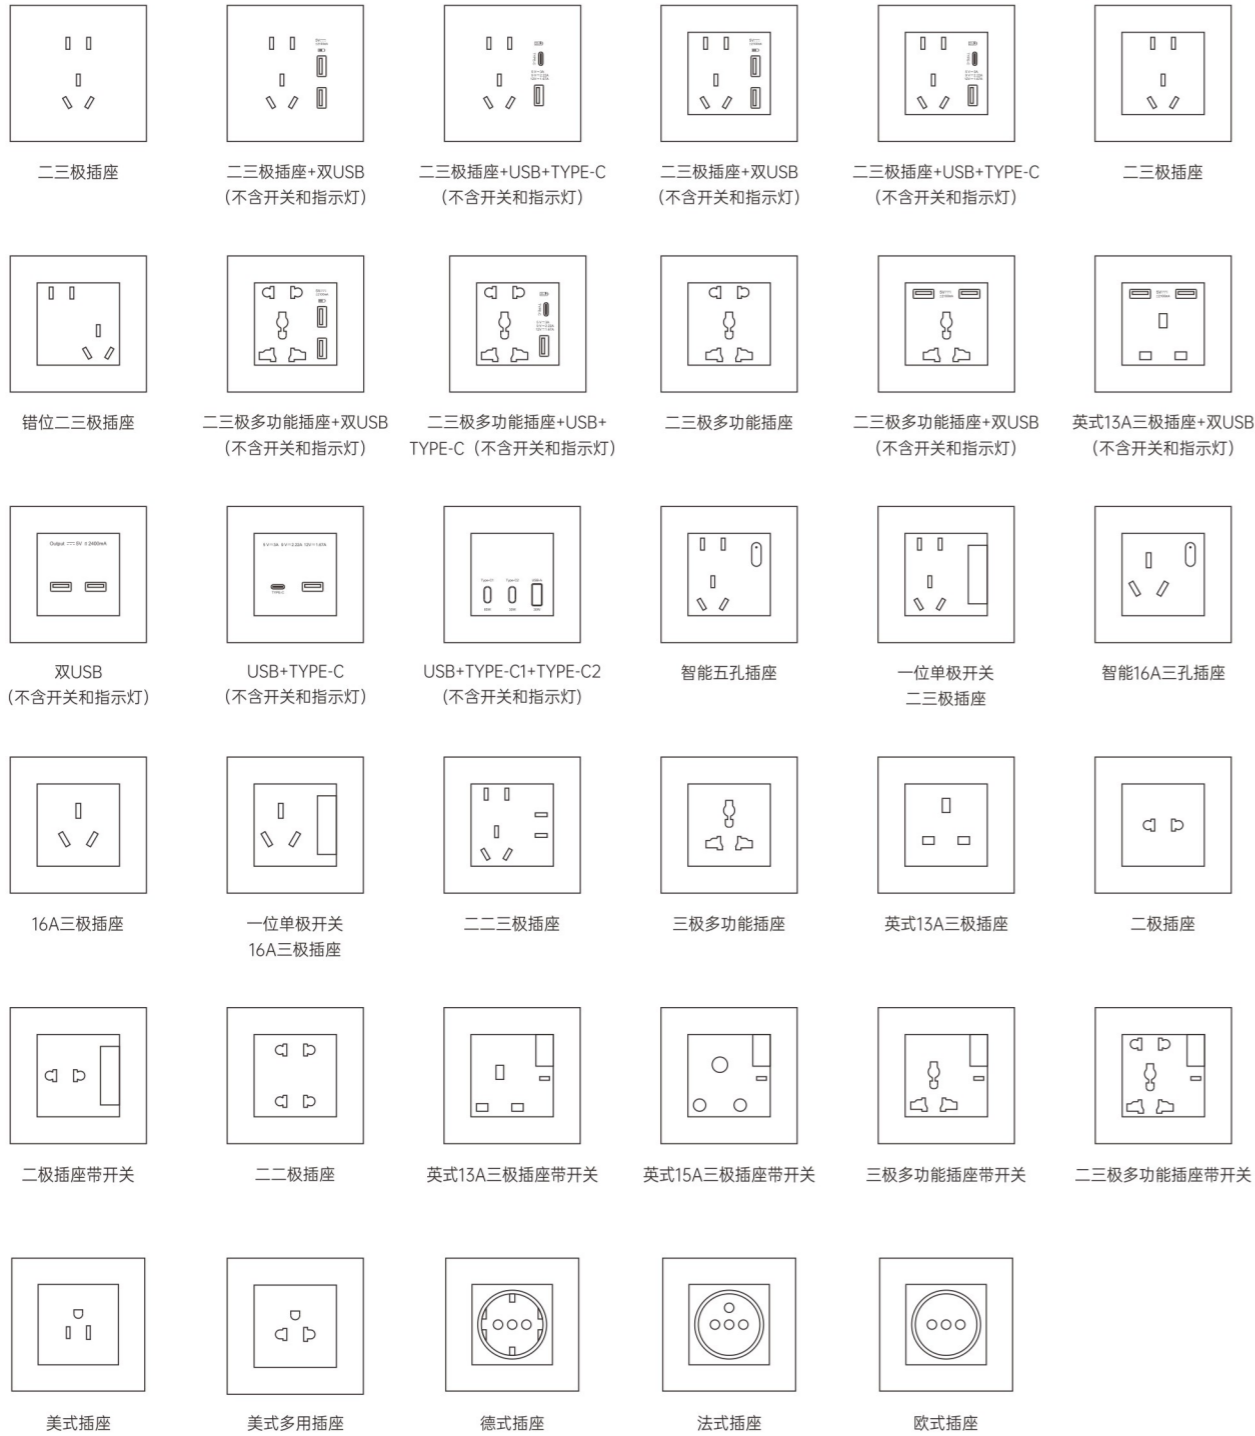 二三极插座
二三极插座+双USB
(不含开关和指示灯)
二三极插座+USB+TYPE-C
(不含开关和指示灯)
二三极插座+双USB
(不含开关和指示灯)
二三极插座+USB+TYPE-C
(不含开关和指示灯)
二三极插座
错位二三极插座
二三极多功能插座+双USB
(不含开关和指示灯)
二三极多功能插座+USB+
TYPE-C (不含开关和指示灯)
二三极多功能插座
二三极多功能插座+双USB
(不含开关和指示灯)
英式13A三极插座+双USB
(不含开关和指示灯)
Output ⎓ 5V ≡2400mA
双USB
(不含开关和指示灯)
TYPE-C
USB+TYPE-C
(不含开关和指示灯)
Type-C1 Type-C2 USB-A
USB+TYPE-C1+TYPE-C2
(不含开关和指示灯)
智能五孔插座
一位单极开关
二三极插座
智能16A三孔插座
16A三极插座
一位单极开关
16A三极插座
二二三极插座
三极多功能插座
英式13A三极插座
二极插座
二极插座带开关
二二极插座
英式13A三极插座带开关
英式15A三极插座带开关
三极多功能插座带开关
二三极多功能插座带开关
美式插座
美式多用插座
德式插座
法式插座
欧式插座